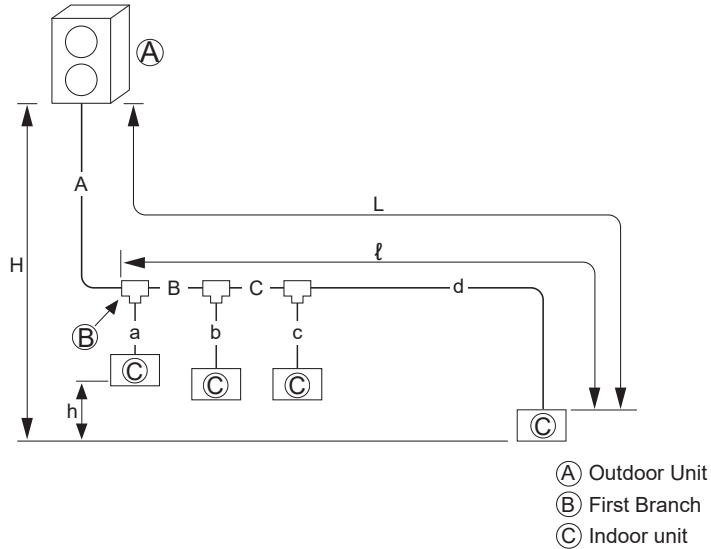 Ⓐ
A
L
H
ℓ
B C d
Ⓑ a b c
Ⓒ Ⓒ Ⓒ
h
Ⓒ
Ⓐ Outdoor Unit
Ⓑ First Branch
Ⓒ Indoor unit